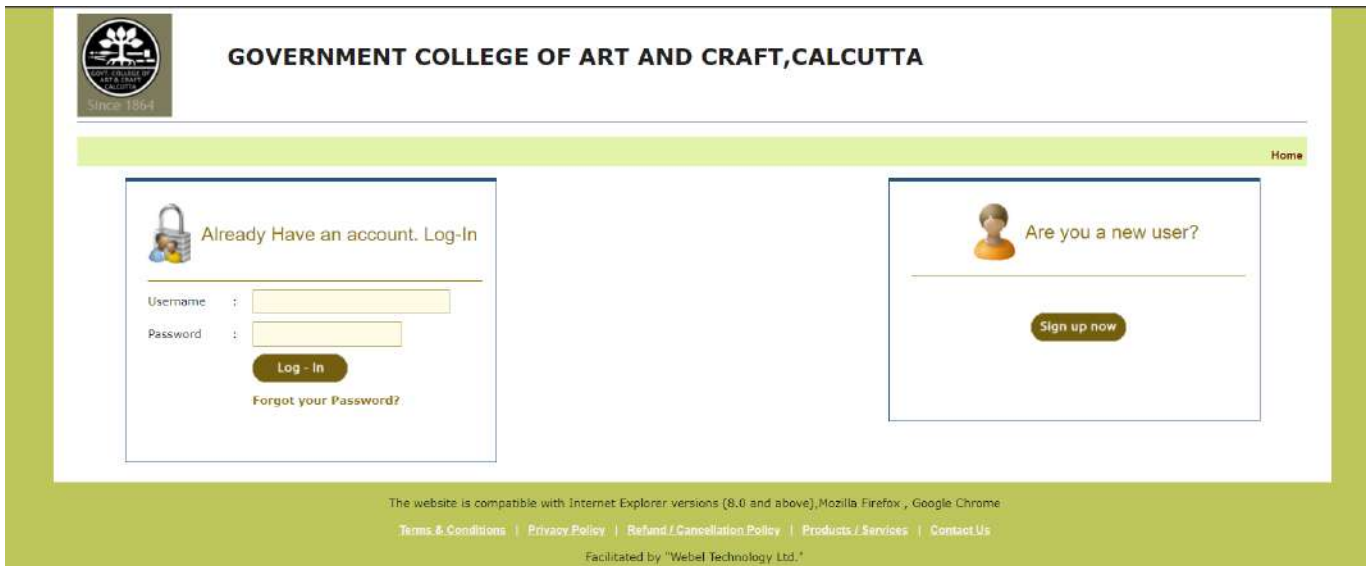 GOVT. COLLEGE OF
ART & CRAFT
CALCUTTA
Since 1864
GOVERNMENT COLLEGE OF ART AND CRAFT,CALCUTTA
Home
Already Have an account. Log-In
Username :
Password :
Log - In
Forgot your Password?
Are you a new user?
Sign up now
The website is compatible with Internet Explorer versions (8.0 and above),Mozilla Firefox , Google Chrome
Terms & Conditions | Privacy Policy | Refund / Cancellation Policy | Products / Services | Contact Us
Facilitated by "Webel Technology Ltd."